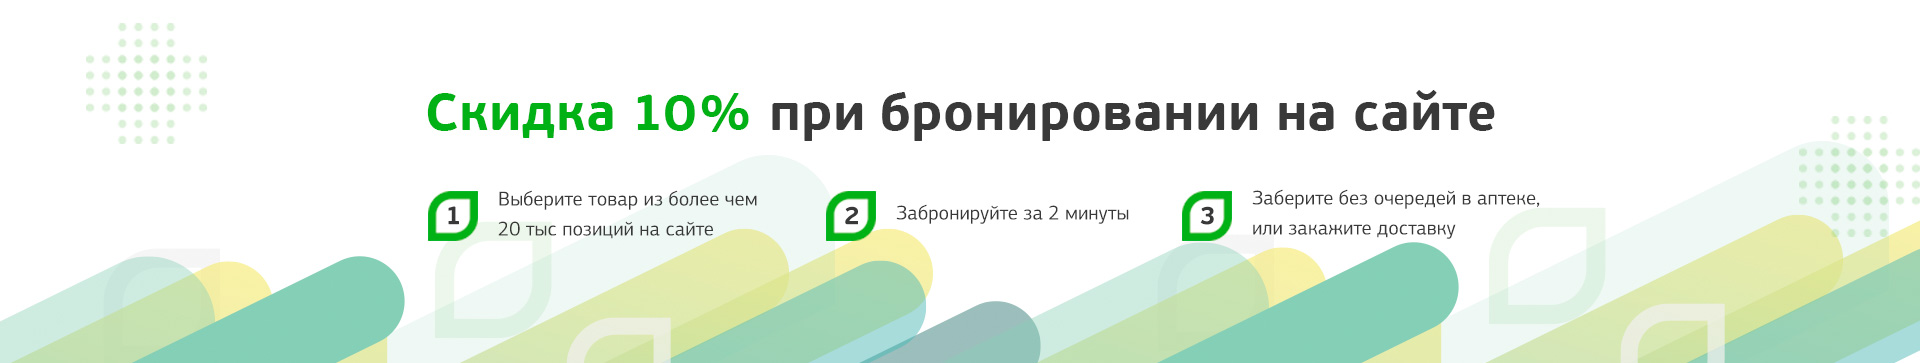 Скидка 10% при бронировании на сайте
1
Выберите товар из более чем
20 тыс позиций на сайте
2
Забронируйте за 2 минуты
3
Заберите без очередей в аптеке,
или закажите доставку